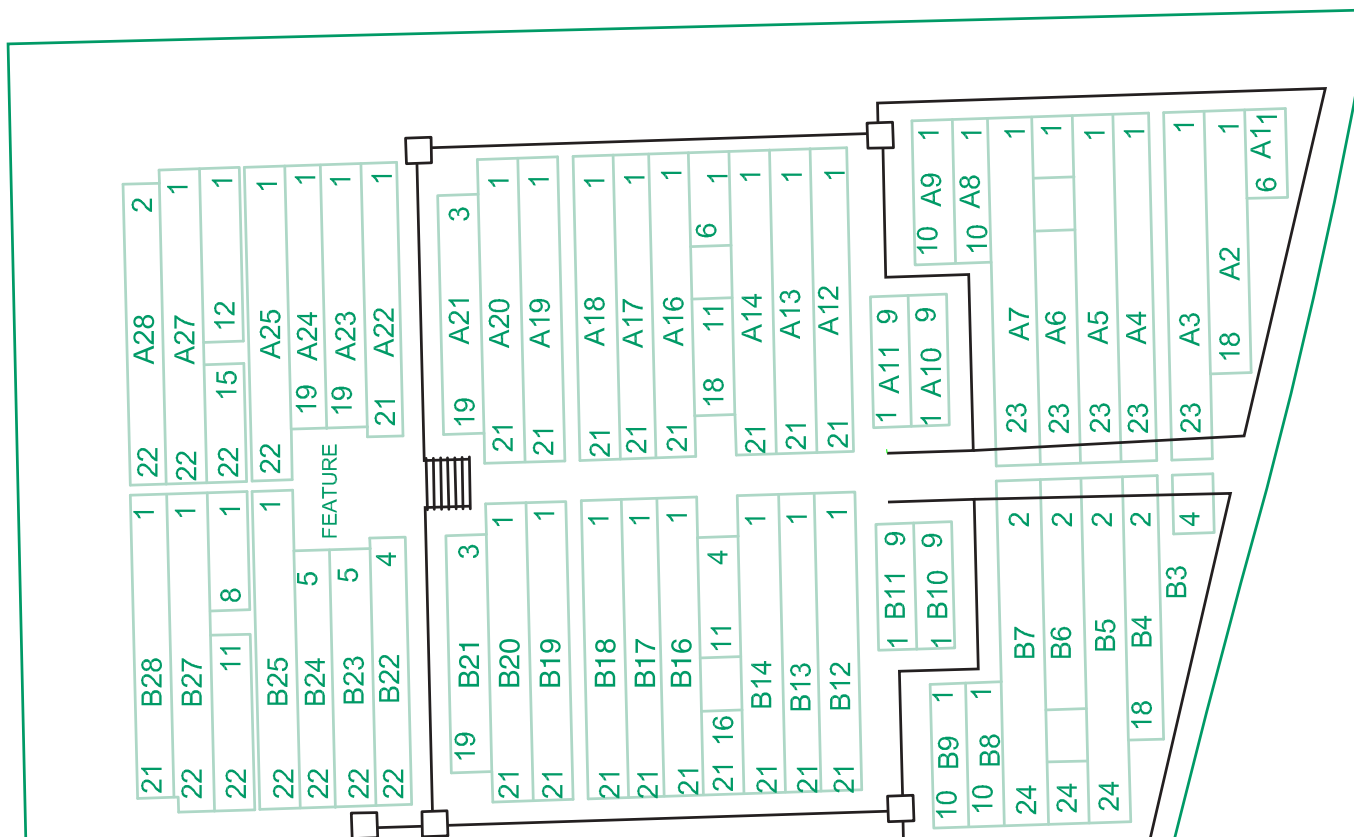 22 A28 2
22 A27 1
12 1
22 15
22 A25 1
19 A24 1
19 A23 1
21 A22 1
19 A21 3
21 A20 1
21 A19 1
21 A18 1
21 A17 1
21 A16 1
6 1
18 11
21 A14 1
21 A13 1
21 A12 1
1 A11 9
1 A10 9
10 A9 1
10 A8 1
23 A7 1
23 A6 1
23 A5 1
23 A4 1
23 A3 1
18 A2 1
6 A1 1
FEATURE
21 B28 1
22 B27 1
8 1
22 11
22 B25 1
22 B24 5
22 B23 5
22 B22 4
19 B21 3
21 B20 1
21 B19 1
21 B18 1
21 B17 1
21 B16 1
11 4
21 16
21 B14 1
21 B13 1
21 B12 1
1 B11 9
1 B10 9
10 B9 1
10 B8 1
24 B7 2
24 B6 2
24 B5 2
18 B4 2
B3 4